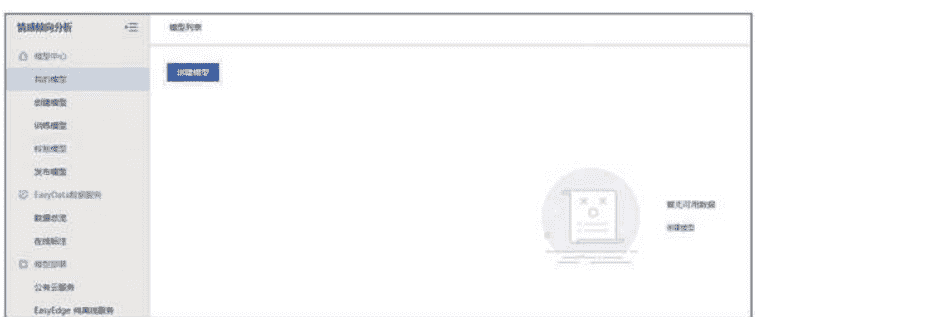 情感倾向分析
模型列表
模型中心
我的模型
创建模型
创建模型
训练模型
校验模型
发布模型
EasyData数据服务
数据总览
在线标注
模型部署
公有云服务
EasyEdge 纯离线服务
暂无可用数据
创建模型